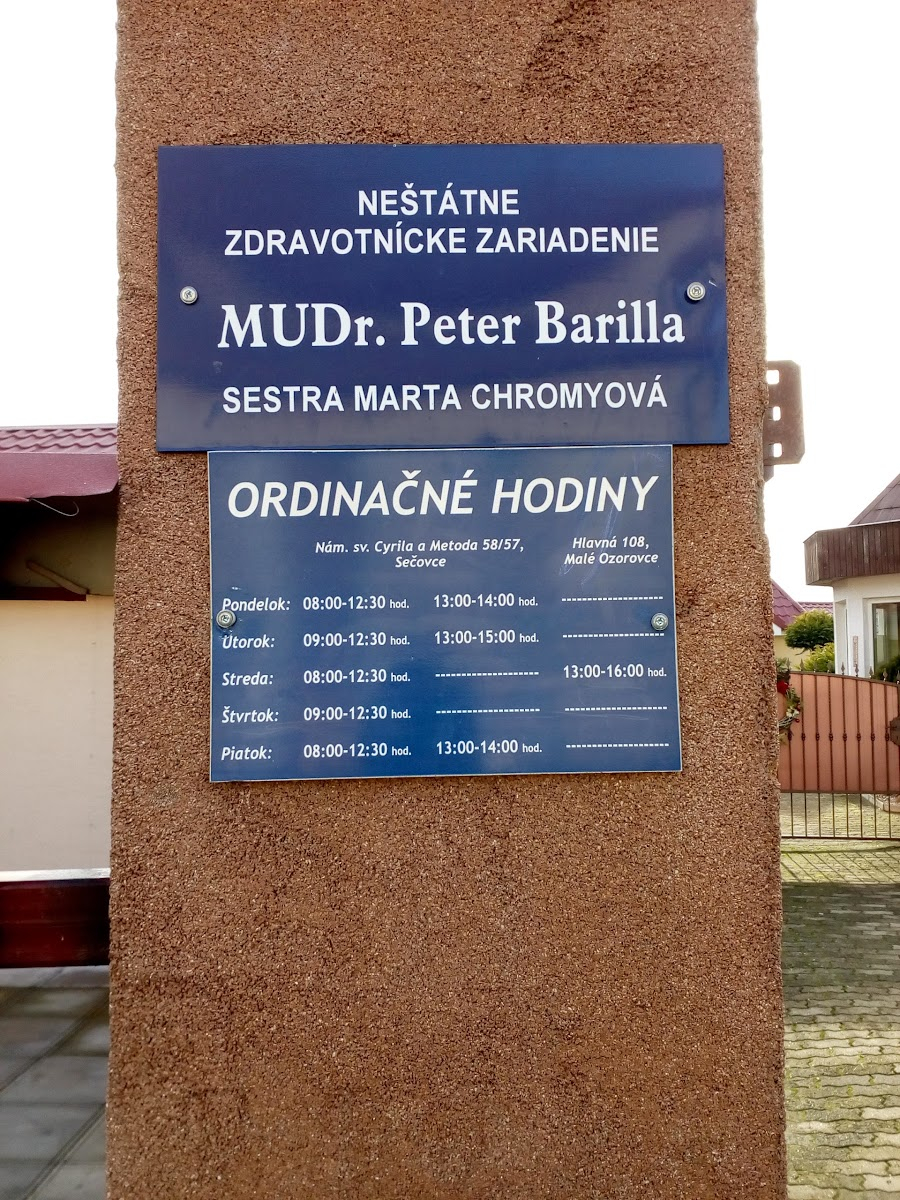 NEŠTÁTNE
ZDRAVOTNÍCKE ZARIADENIE
MUDr. Peter Barilla
SESTRA MARTA CHROMYOVÁ
ORDINAČNÉ HODINY
Nám. sv. Cyrila a Metoda 58/57,
Sečovce
Hlavná 108,
Malé Ozorovce
Pondelok: 08:00-12:30 hod. 13:00-14:00 hod. -------------------
Utorok: 09:00-12:30 hod. 13:00-15:00 hod. -------------------
Streda: 08:00-12:30 hod. ------------------- 13:00-16:00 hod.
Štvrtok: 09:00-12:30 hod. ------------------- -------------------
Piatok: 08:00-12:30 hod. 13:00-14:00 hod. -------------------